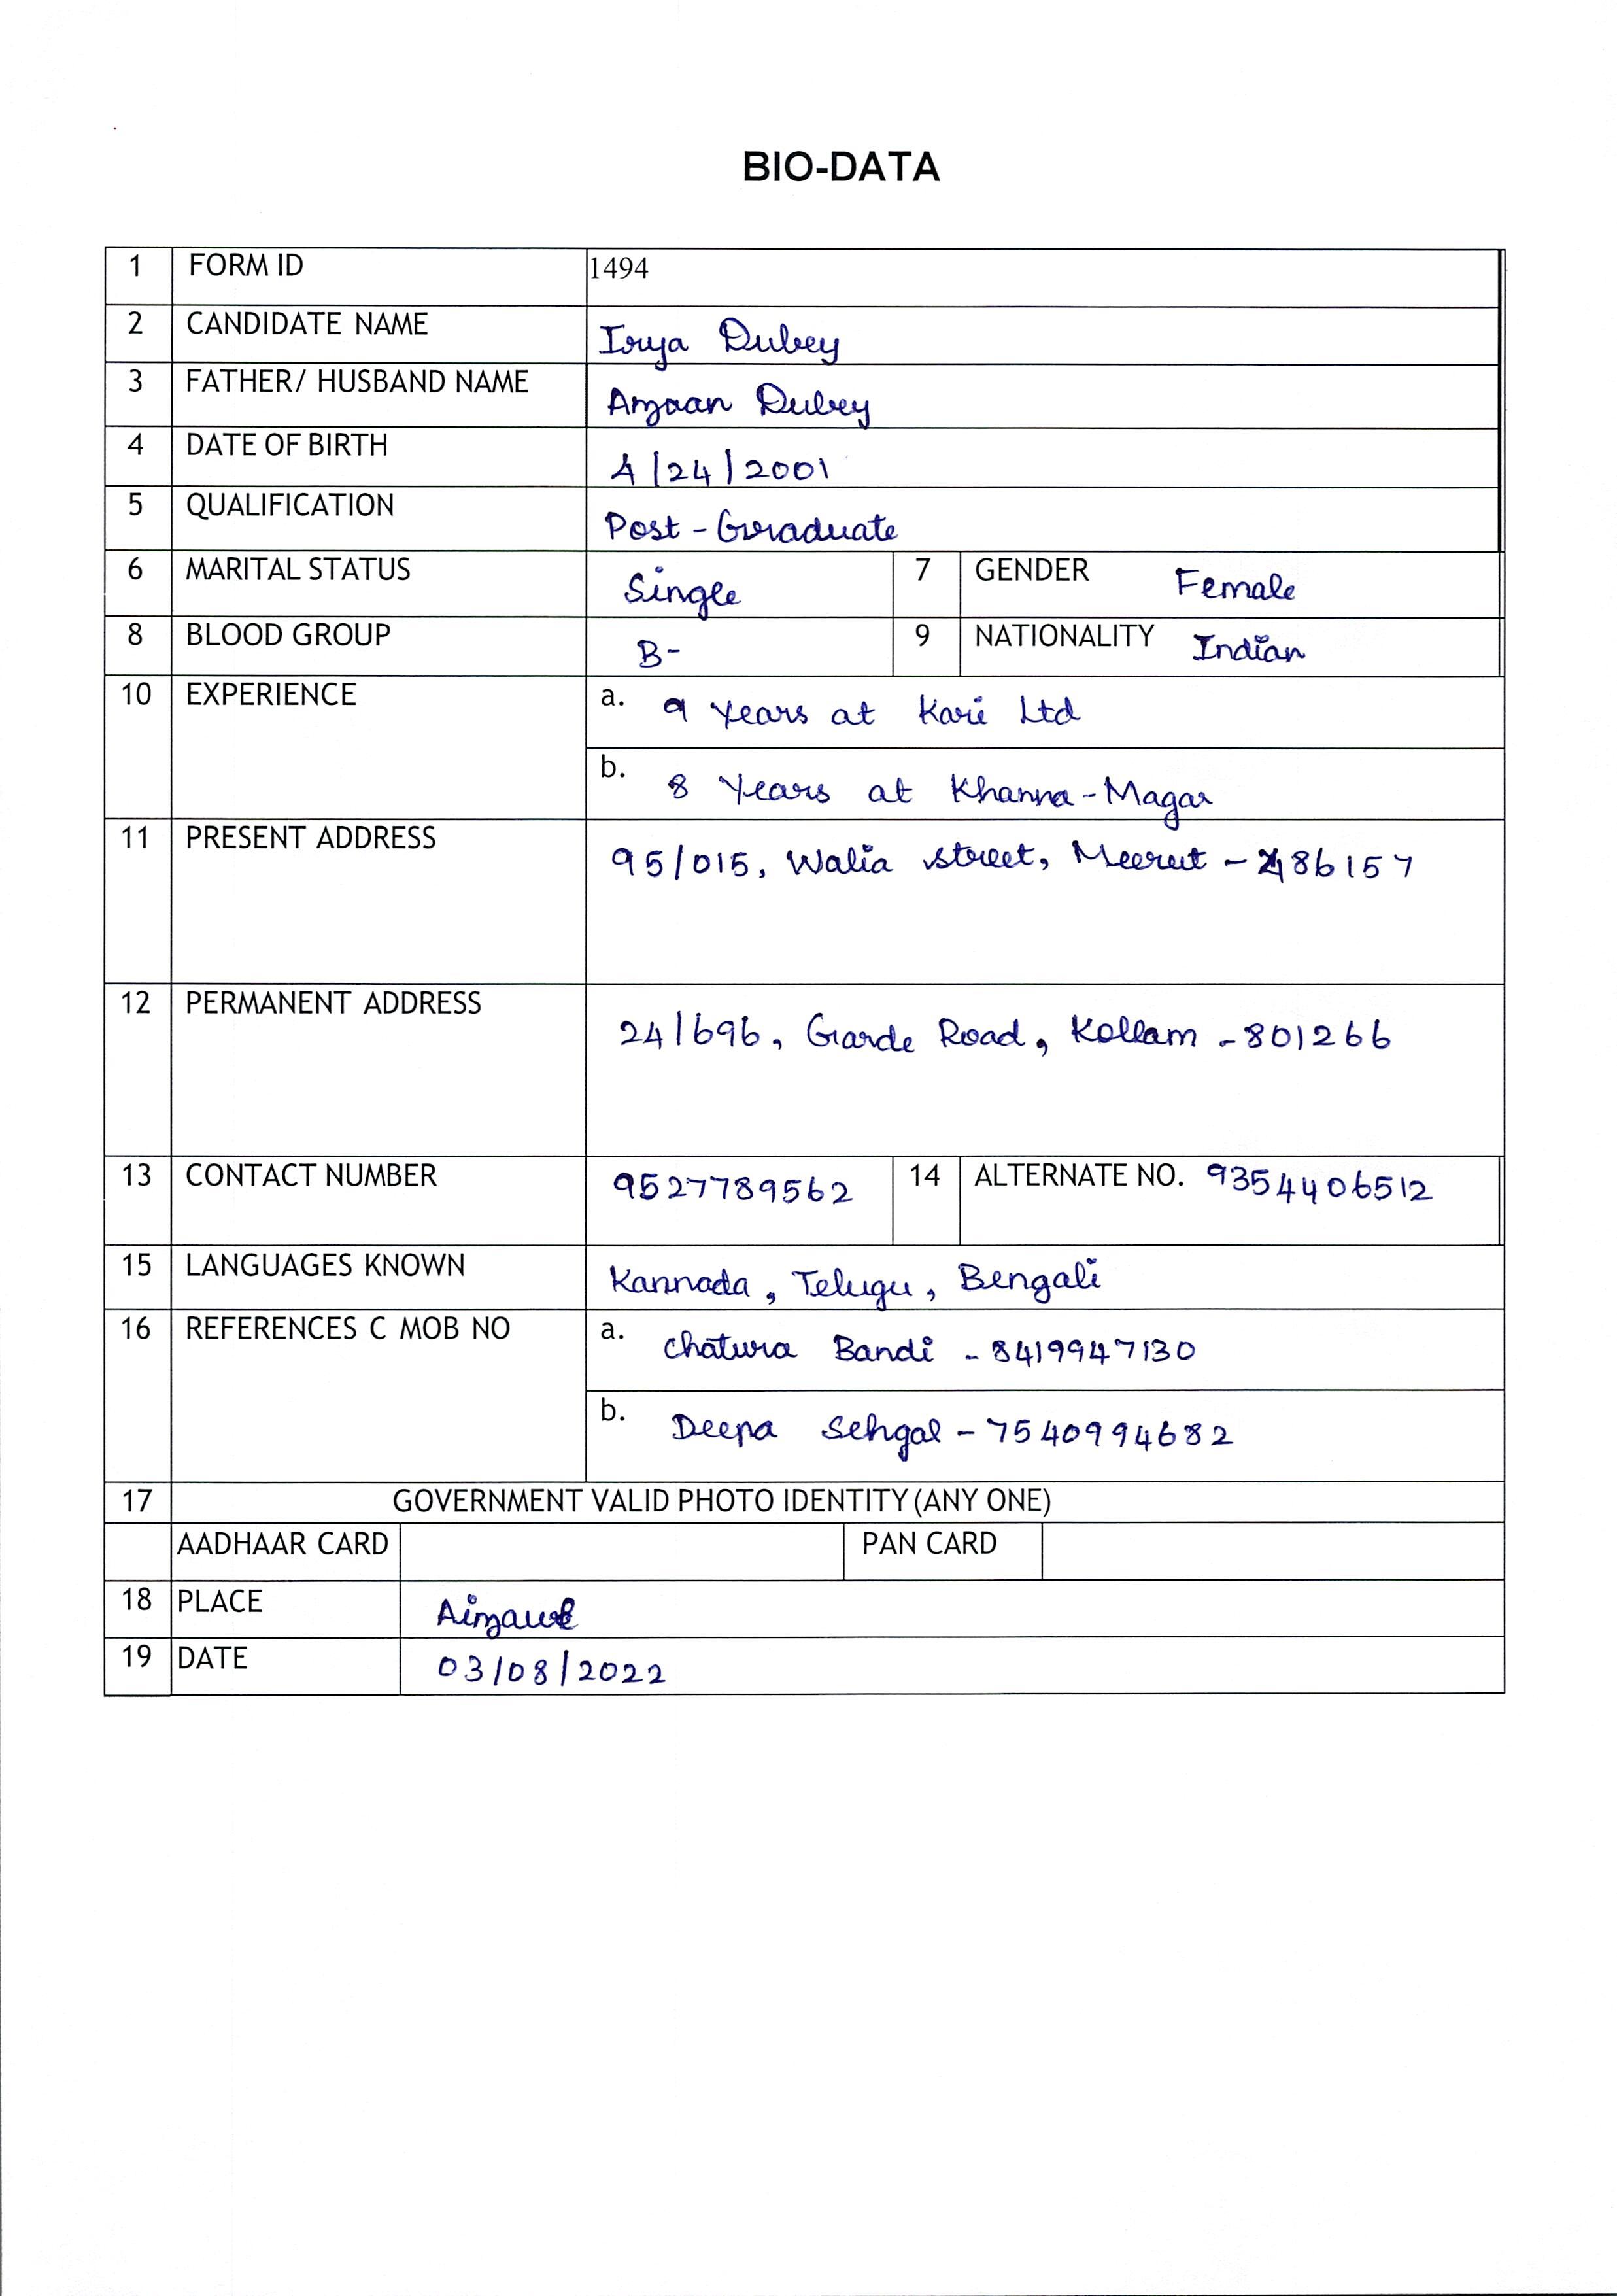 BIO-DATA
1 FORM ID 1494
2 CANDIDATE NAME Irya Dubey
3 FATHER/ HUSBAND NAME Arzaan Dubey
4 DATE OF BIRTH 4/24/2001
5 QUALIFICATION Post-Graduate
6 MARITAL STATUS Single 7 GENDER Female
8 BLOOD GROUP B- 9 NATIONALITY Indian
10 EXPERIENCE a. 9 Years at Kari Ltd
b. 8 Years at Khanna-Magar
11 PRESENT ADDRESS 95/015, Walia street, Meerut - 486157
12 PERMANENT ADDRESS 24/696, Garde Road, Kollam - 801266
13 CONTACT NUMBER 9527789562 14 ALTERNATE NO. 9354406512
15 LANGUAGES KNOWN Kannada, Telugu, Bengali
16 REFERENCES C MOB NO a. Chatura Bandi - 8419947130
b. Deepa Sehgal - 7540994682
17 GOVERNMENT VALID PHOTO IDENTITY (ANY ONE)
AADHAAR CARD PAN CARD
18 PLACE Aizawl
19 DATE 03/08/2022